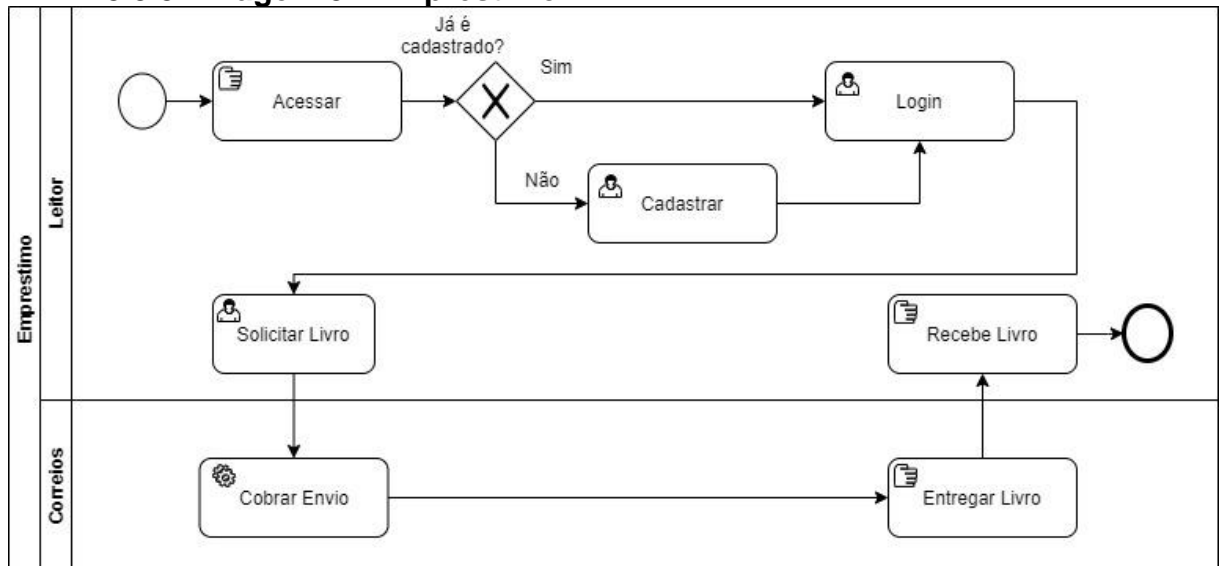 Já é
cadastrado?
Sim
Acessar
Login
Não
Cadastrar
Leitor
Emprestimo
Solicitar Livro
Recebe Livro
Correios
Cobrar Envio
Entregar Livro